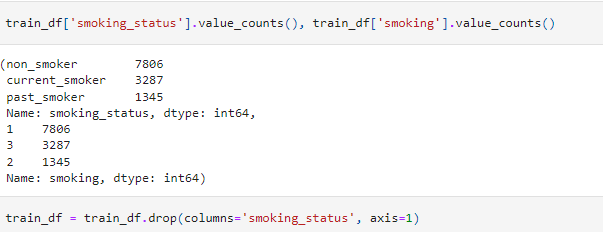 train_df['smoking_status'].value_counts(), train_df['smoking'].value_counts()
(non_smoker        7806
 current_smoker    3287
 past_smoker       1345
 Name: smoking_status, dtype: int64,
 1    7806
 3    3287
 2    1345
 Name: smoking, dtype: int64)
train_df = train_df.drop(columns='smoking_status', axis=1)